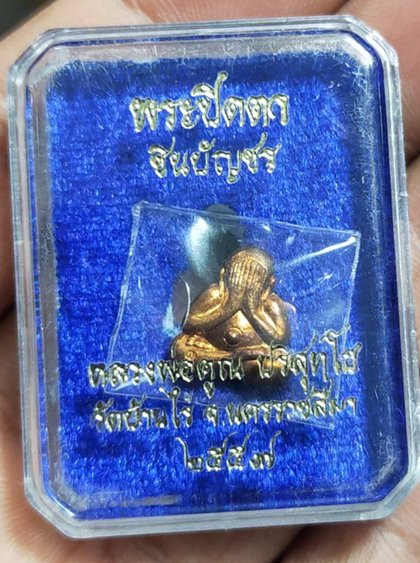 พระปิดตา
ชินบัญชร
หลวงพ่อคูณ ปริสุทฺโธ
วัดบ้านไร่ จ.นครราชสีมา
๒๕๕๗